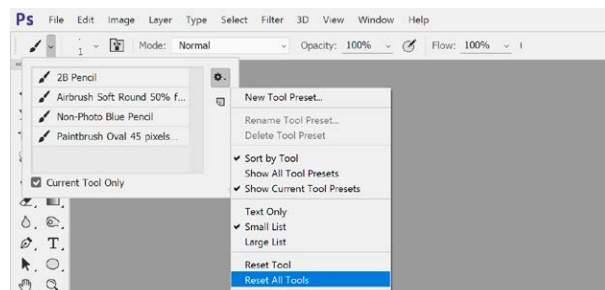 Ps File Edit Image Layer Type Select Filter 3D View Window Help
1 Mode: Normal Opacity: 100% Flow: 100%
2B Pencil
Airbrush Soft Round 50% f...
Non-Photo Blue Pencil
Paintbrush Oval 45 pixels...
Current Tool Only
New Tool Preset...
Rename Tool Preset...
Delete Tool Preset
Sort by Tool
Show All Tool Presets
Show Current Tool Presets
Text Only
Small List
Large List
Reset Tool
Reset All Tools